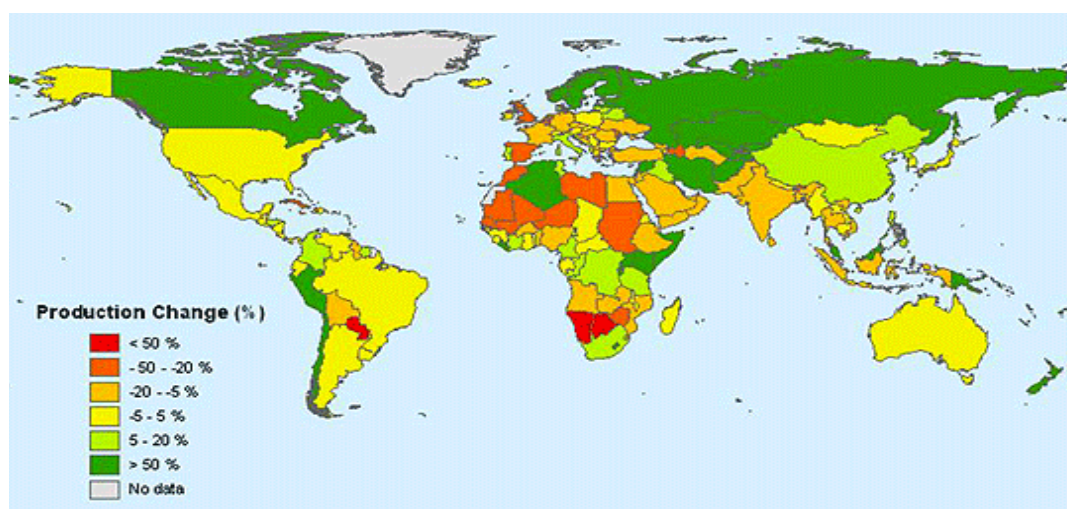 Production Change (%)
< 50 %
- 50 - -20 %
-20 - -5 %
-5 - 5 %
5 - 20 %
> 50 %
No data